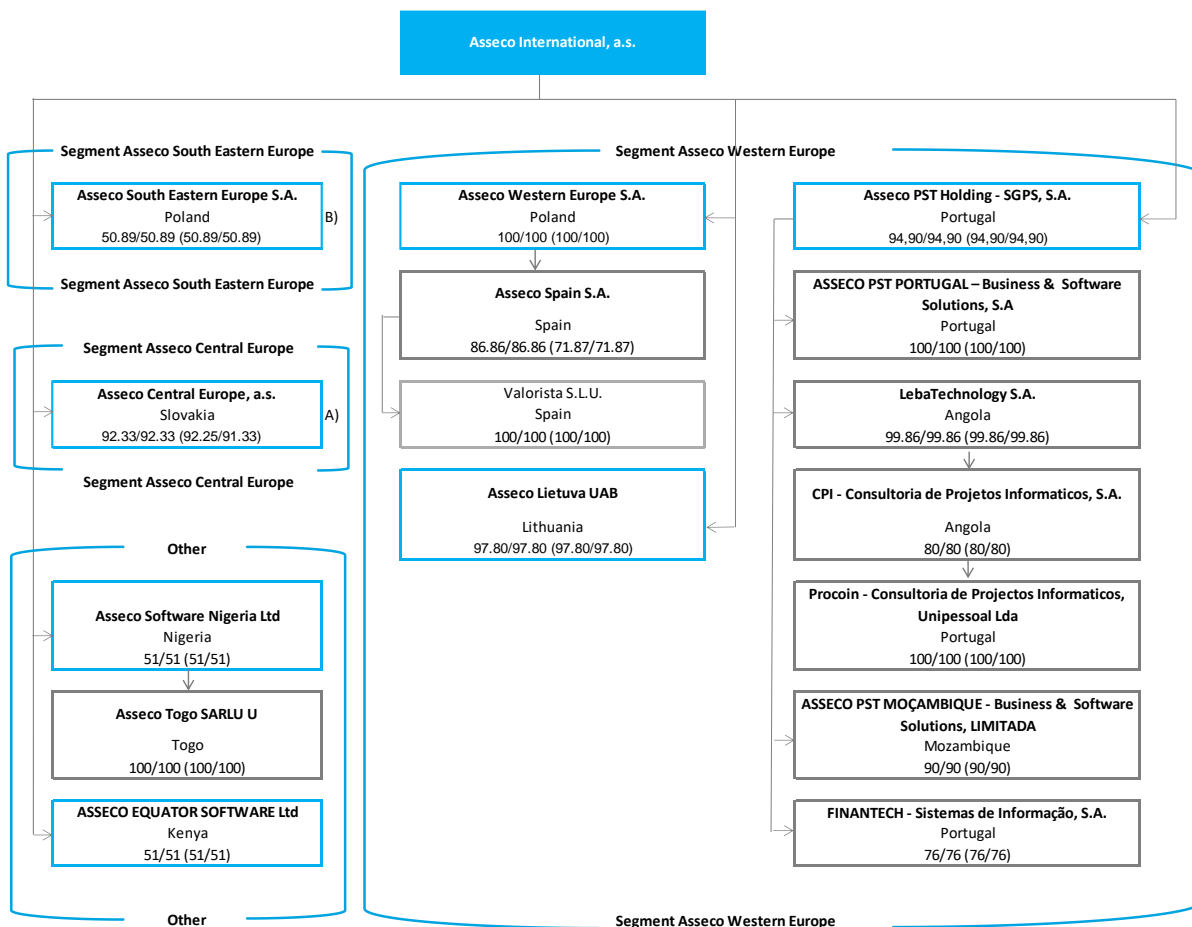 Asseco International, a.s.
Segment Asseco South Eastern Europe
Asseco South Eastern Europe S.A.
Poland
50.89/50.89 (50.89/50.89)
B)
Segment Asseco South Eastern Europe
Segment Asseco Central Europe
Asseco Central Europe, a.s.
Slovakia
92.33/92.33 (92.25/91.33)
A)
Segment Asseco Central Europe
Other
Asseco Software Nigeria Ltd
Nigeria
51/51 (51/51)
Asseco Togo SARLU U
Togo
100/100 (100/100)
ASSECO EQUATOR SOFTWARE Ltd
Kenya
51/51 (51/51)
Other
Segment Asseco Western Europe
Asseco Western Europe S.A.
Poland
100/100 (100/100)
Asseco Spain S.A.
Spain
86.86/86.86 (71.87/71.87)
Valorista S.L.U.
Spain
100/100 (100/100)
Asseco Lietuva UAB
Lithuania
97.80/97.80 (97.80/97.80)
Asseco PST Holding - SGPS, S.A.
Portugal
94,90/94,90 (94,90/94,90)
ASSECO PST PORTUGAL – Business & Software
Solutions, S.A
Portugal
100/100 (100/100)
LebaTechnology S.A.
Angola
99.86/99.86 (99.86/99.86)
CPI - Consultoria de Projetos Informaticos, S.A.
Angola
80/80 (80/80)
Procoin - Consultoria de Projectos Informaticos,
Unipessoal Lda
Portugal
100/100 (100/100)
ASSECO PST MOÇAMBIQUE - Business & Software
Solutions, LIMITADA
Mozambique
90/90 (90/90)
FINANTECH - Sistemas de Informação, S.A.
Portugal
76/76 (76/76)
Segment Asseco Western Europe